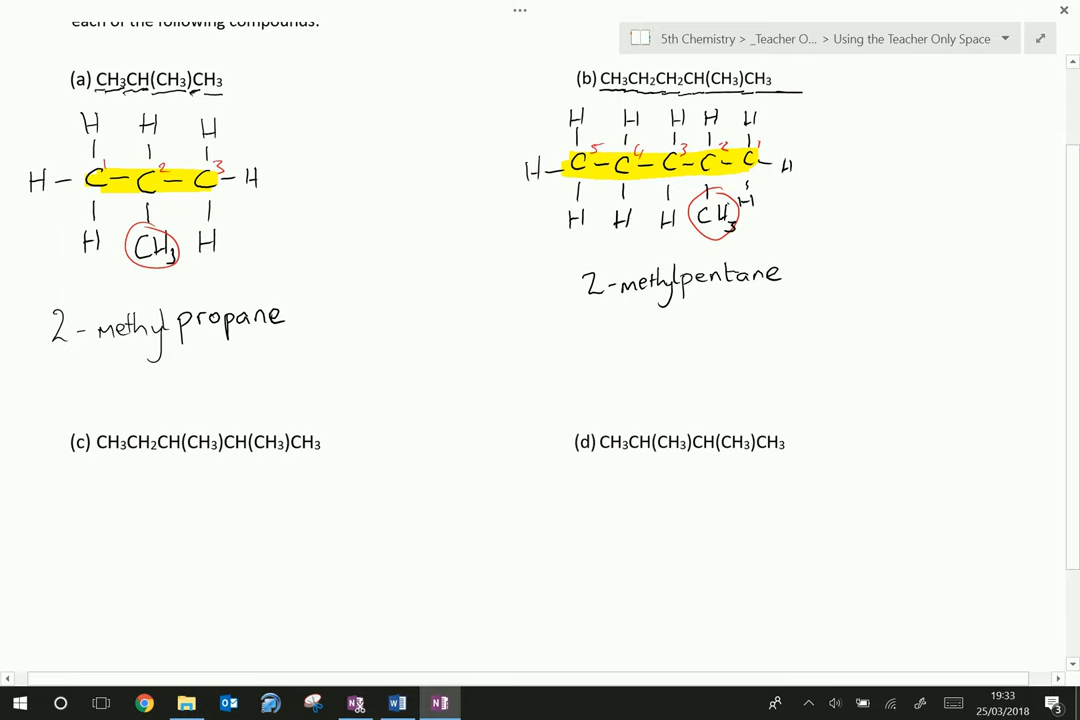 each of the following compounds.
5th Chemistry > _Teacher O... > Using the Teacher Only Space
(a) CH₃CH(CH₃)CH₃
H H H
H - C¹ - C² - C³ - H
H CH₃ H
2 - methyl propane
(b) CH₃CH₂CH₂CH(CH₃)CH₃
H H H H H
H - C⁵ - C⁴ - C³ - C² - C¹ - H
H H H CH₃ H
2-methylpentane
(c) CH₃CH₂CH(CH₃)CH(CH₃)CH₃
(d) CH₃CH(CH₃)CH(CH₃)CH₃
19:33
25/03/2018
3